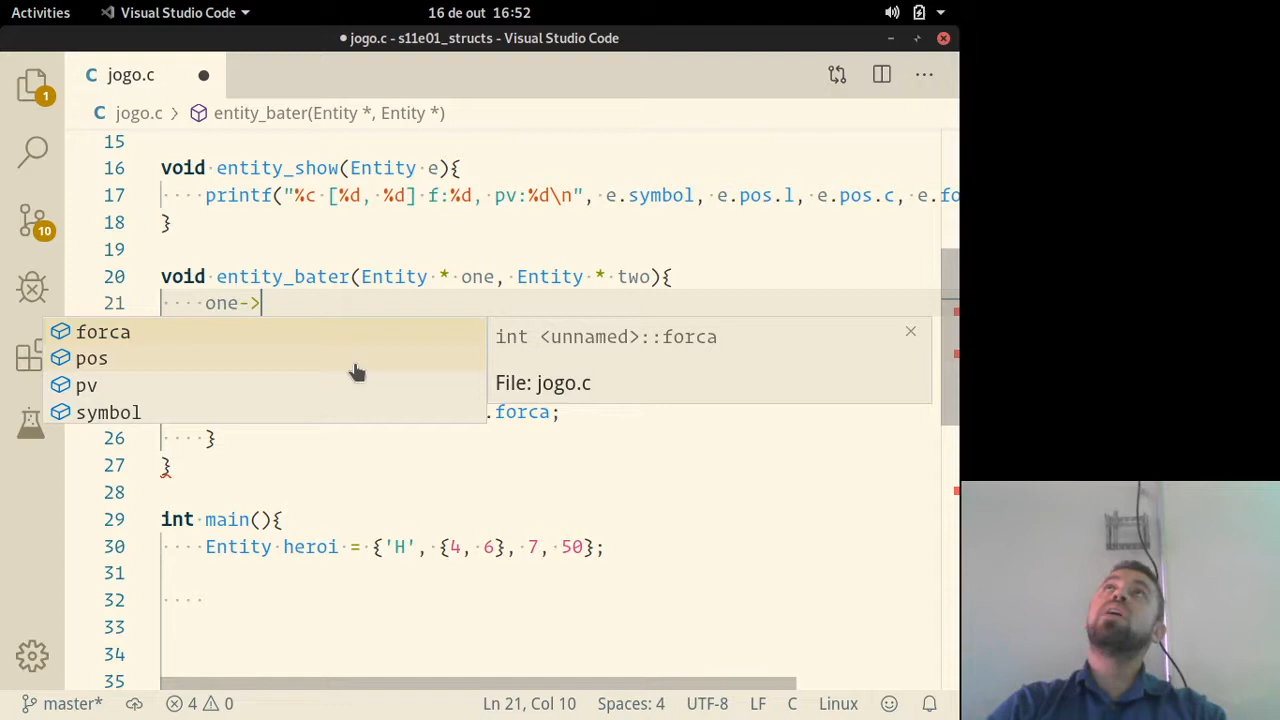 Activities Visual Studio Code 16 de out 16:52
● jogo.c - s11e01_structs - Visual Studio Code
C jogo.c ●
C jogo.c > entity_bater(Entity *, Entity *)
1
10
15
16 void entity_show(Entity e){
17 printf("%c [%d, %d] f:%d, pv:%d\n", e.symbol, e.pos.l, e.pos.c, e.fo
18 }
19
20 void entity_bater(Entity * one, Entity * two){
21 one->
forca
pos
pv
symbol
int <unnamed>::forca
File: jogo.c
.forca;
26 }
27 }
28
29 int main(){
30 Entity heroi = {'H', {4, 6}, 7, 50};
31
32
33
34
35
master* 4 0 Ln 21, Col 10 Spaces: 4 UTF-8 LF C Linux